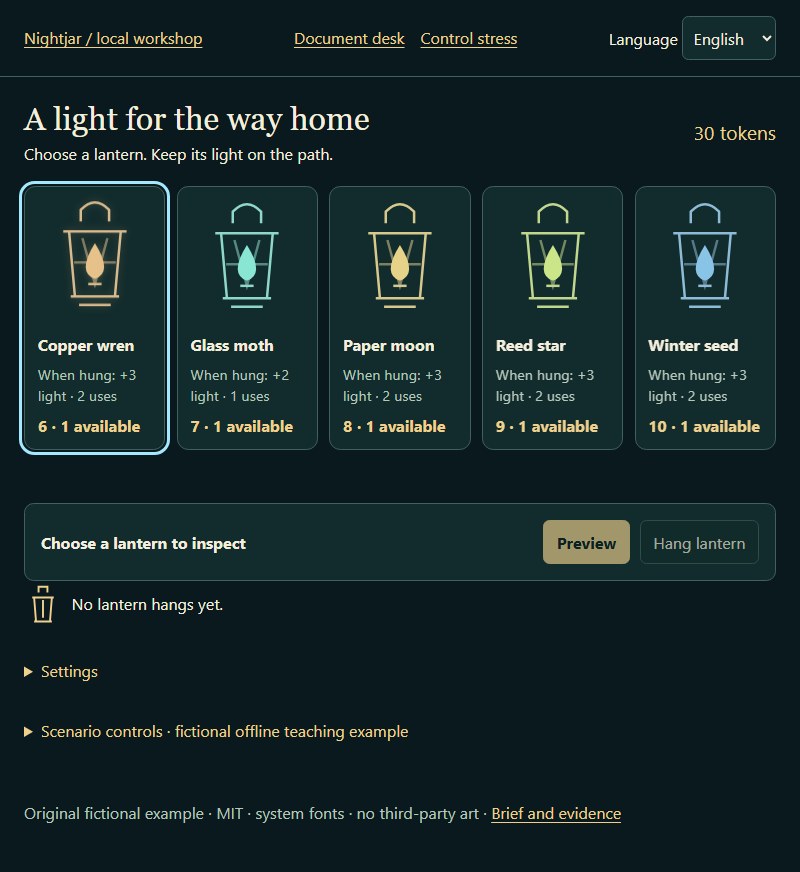 Nightjar / local workshop
Document desk
Control stress
Language
English
A light for the way home
Choose a lantern. Keep its light on the path.
30 tokens
Copper wren
When hung: +3
light · 2 uses
6 · 1 available
Glass moth
When hung: +2
light · 1 uses
7 · 1 available
Paper moon
When hung: +3
light · 2 uses
8 · 1 available
Reed star
When hung: +3
light · 2 uses
9 · 1 available
Winter seed
When hung: +3
light · 2 uses
10 · 1 available
Choose a lantern to inspect
Preview
Hang lantern
No lantern hangs yet.
Settings
Scenario controls · fictional offline teaching example
Original fictional example · MIT · system fonts · no third-party art · Brief and evidence